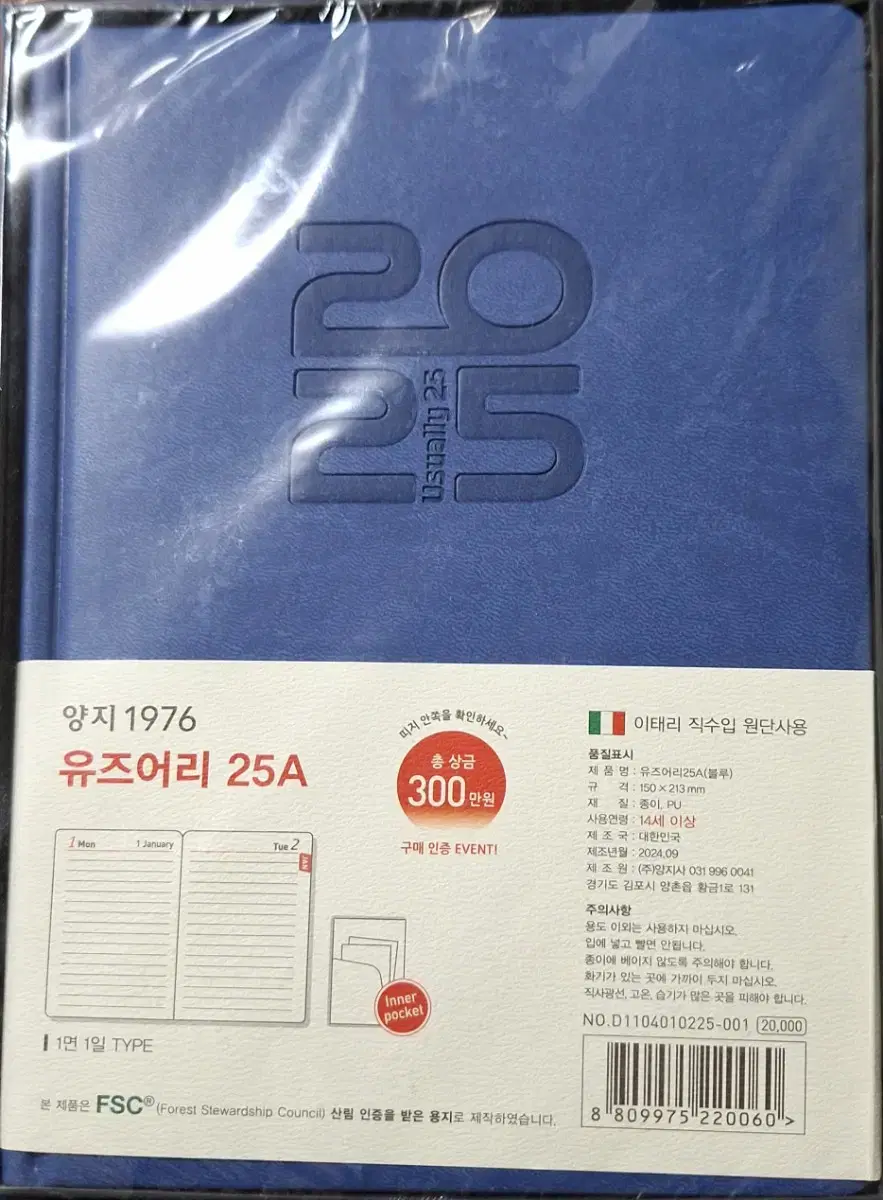 20
25
Usually 25
양지 1976
유즈어리 25A
띠지 안쪽을 확인하세요~
총 상금
300만원
구매 인증 EVENT!
1 Mon
1 January
Tue 2
JAN
Inner
pocket
1면 1일 TYPE
본 제품은 FSC® (Forest Stewardship Council) 산림 인증을 받은 용지로 제작하였습니다.
이태리 직수입 원단사용
품질표시
제 품 명 : 유즈어리25A(블루)
규 격 : 150 × 213 mm
재 질 : 종이, PU
사용연령 : 14세 이상
제 조 국 : 대한민국
제조년월 : 2024.09
제 조 원 : (주)양지사 031 996 0041
경기도 김포시 양촌읍 황금1로 131
주의사항
용도 이외는 사용하지 마십시오.
입에 넣고 빨면 안됩니다.
종이에 베이지 않도록 주의해야 합니다.
화기가 있는 곳에 가까이 두지 마십시오.
직사광선, 고온, 습기가 많은 곳을 피해야 합니다.
NO.D1104010225-001 20,000
8 809975 220060 >